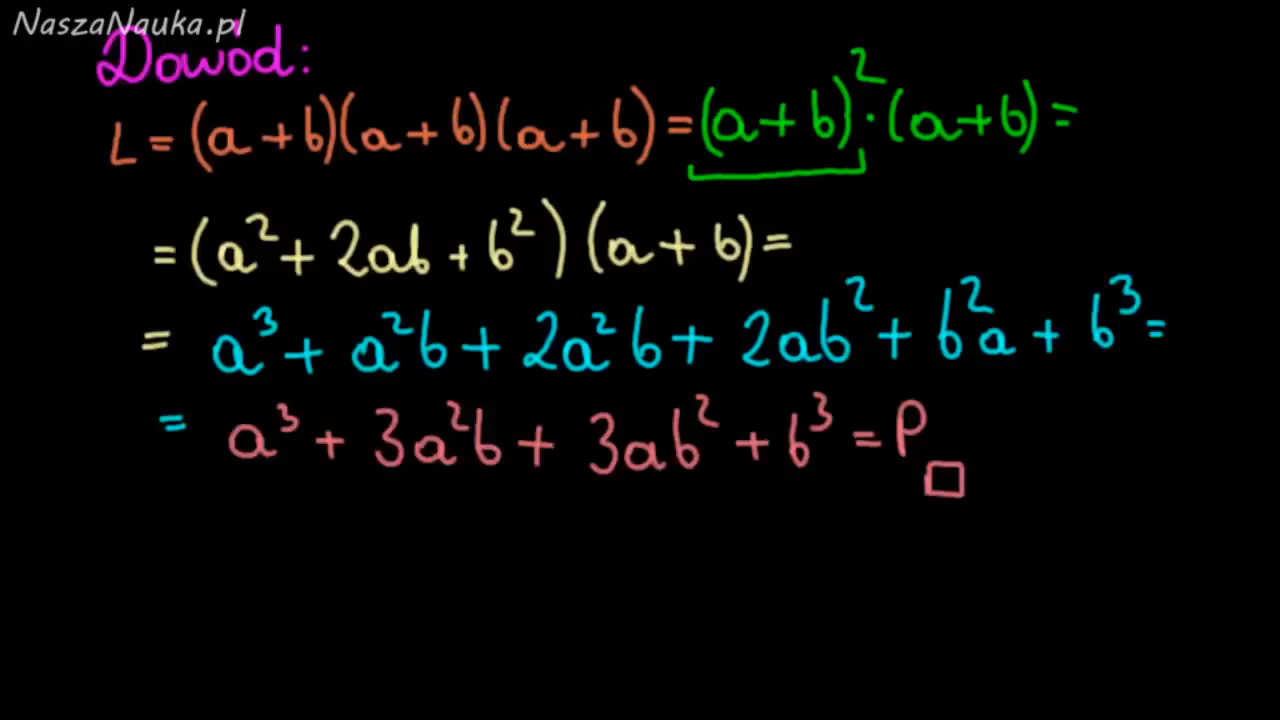 NaszaNauka.pl
Dowód:
L = (a + b)(a + b)(a + b) = (a + b)² · (a + b) =
= (a² + 2ab + b²) (a + b) =
= a³ + a²b + 2a²b + 2ab² + b²a + b³ =
= a³ + 3a²b + 3ab² + b³ = P □